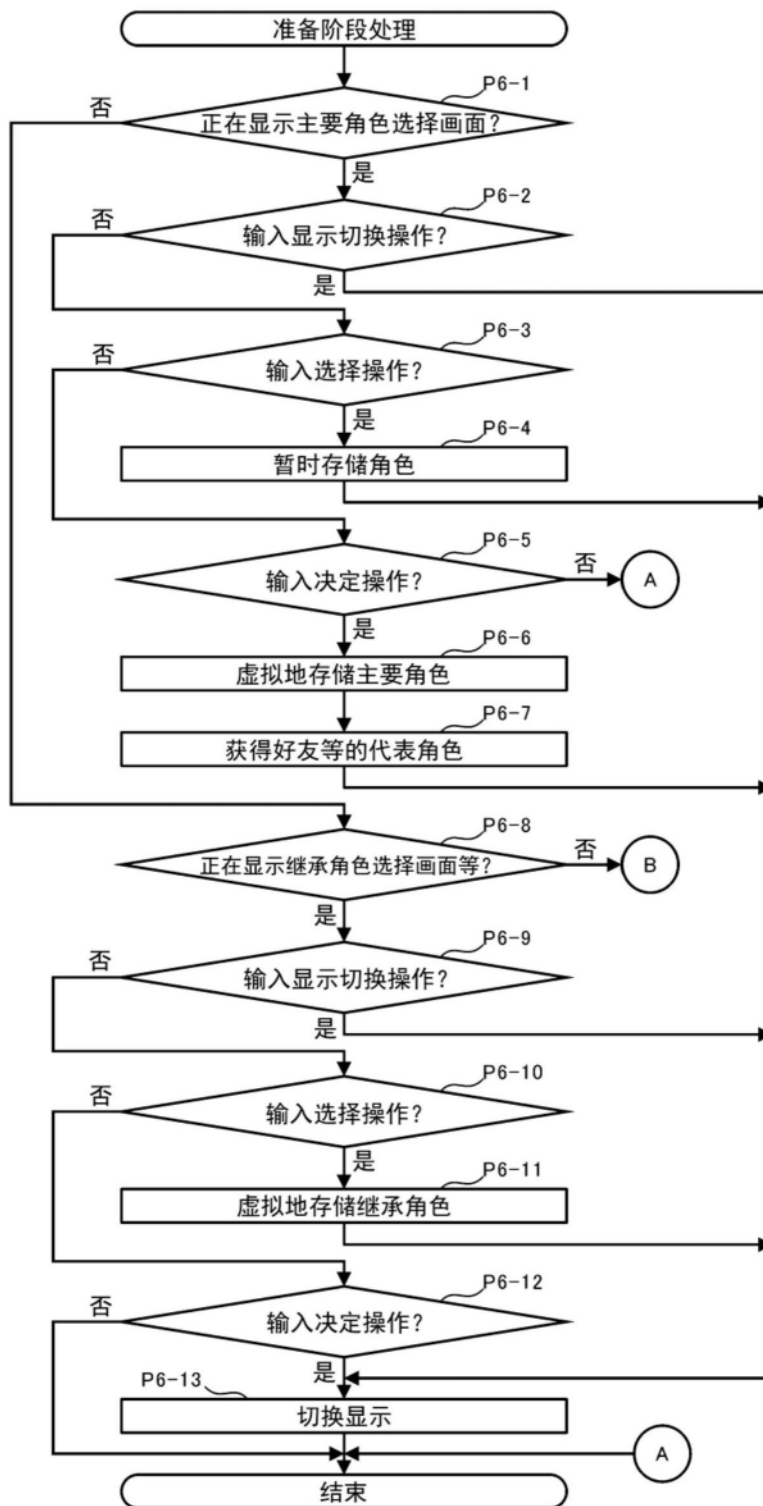 准备阶段处理
P6-1
否
正在显示主要角色选择画面？
是
P6-2
否
输入显示切换操作？
是
P6-3
否
输入选择操作？
是
P6-4
暂时存储角色
P6-5
输入决定操作？
否
A
是
P6-6
虚拟地存储主要角色
P6-7
获得好友等的代表角色
P6-8
正在显示继承角色选择画面等？
否
B
是
P6-9
否
输入显示切换操作？
是
P6-10
否
输入选择操作？
是
P6-11
虚拟地存储继承角色
P6-12
否
输入决定操作？
是
P6-13
切换显示
A
结束